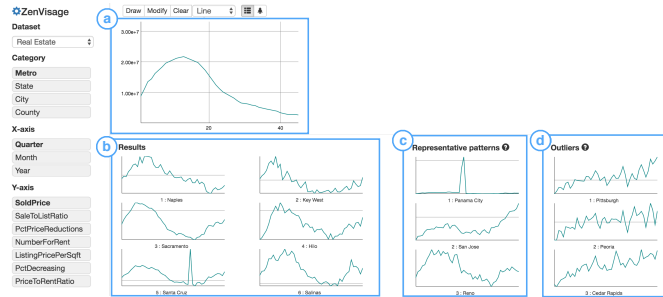 ZenVisage
Dataset
Real Estate
Category
Metro
State
City
County
X-axis
Quarter
Month
Year
Y-axis
SoldPrice
SaleToListRatio
PctPriceReductions
NumberForRent
ListingPricePerSqft
PctDecreasing
PriceToRentRatio
Draw Modify Clear Line
a
3.00e+7
2.00e+7
1.00e+7
20
40
b
Results
1 : Naples
2 : Key West
3 : Sacramento
4 : Hilo
5 : Santa Cruz
6 : Salinas
c
Representative patterns ?
1 : Panama City
2 : San Jose
3 : Reno
d
Outliers ?
1 : Pittsburgh
2 : Peoria
3 : Cedar Rapids